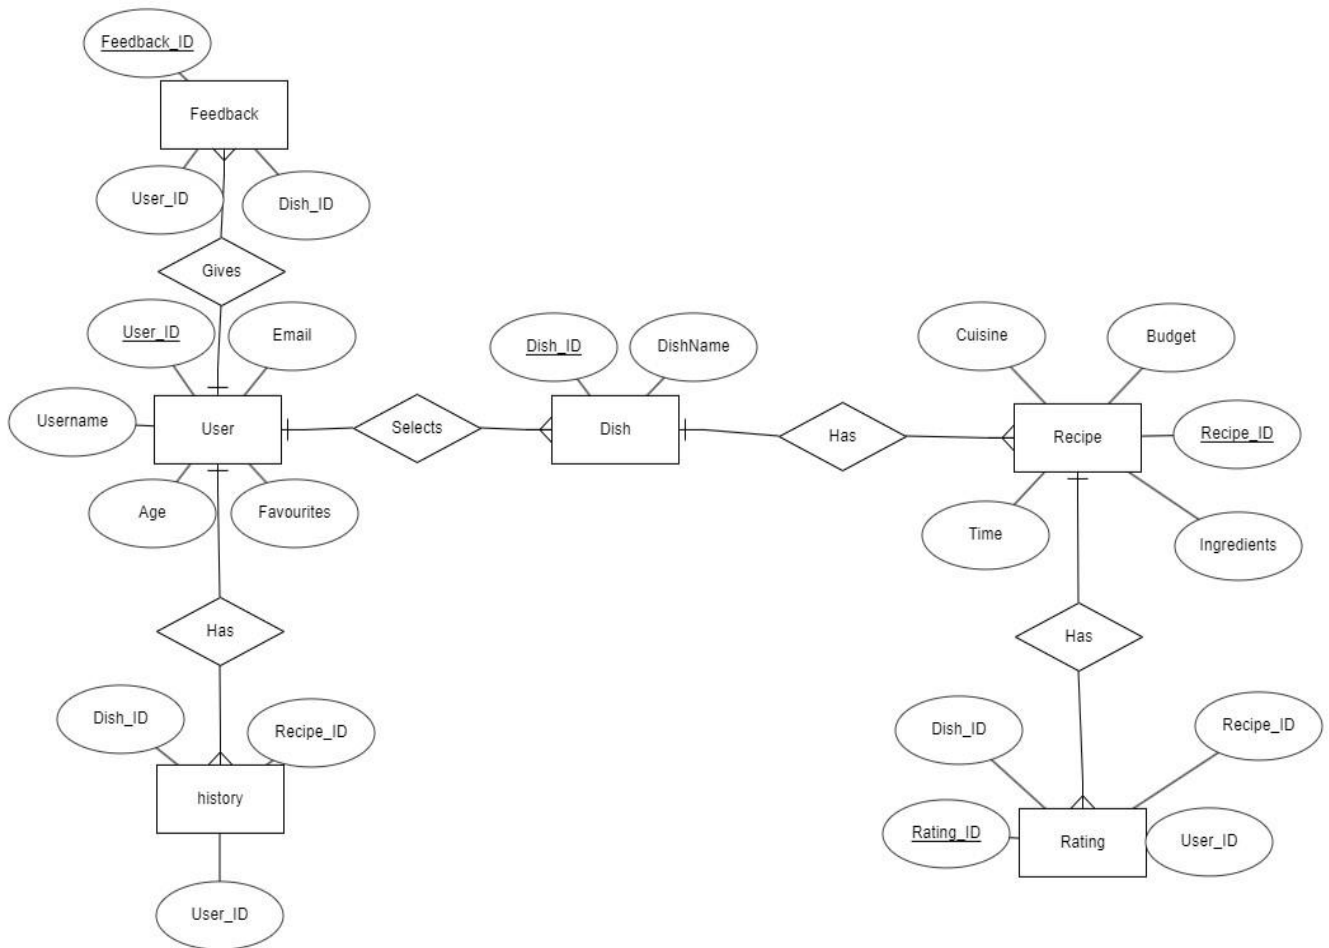 Feedback_ID
Feedback
User_ID
Dish_ID
Gives
User_ID
Email
Username
User
Age
Favourites
Selects
Dish_ID
DishName
Dish
Has
Cuisine
Budget
Recipe
Recipe_ID
Time
Ingredients
Has
Dish_ID
Recipe_ID
history
User_ID
Has
Dish_ID
Recipe_ID
Rating_ID
Rating
User_ID